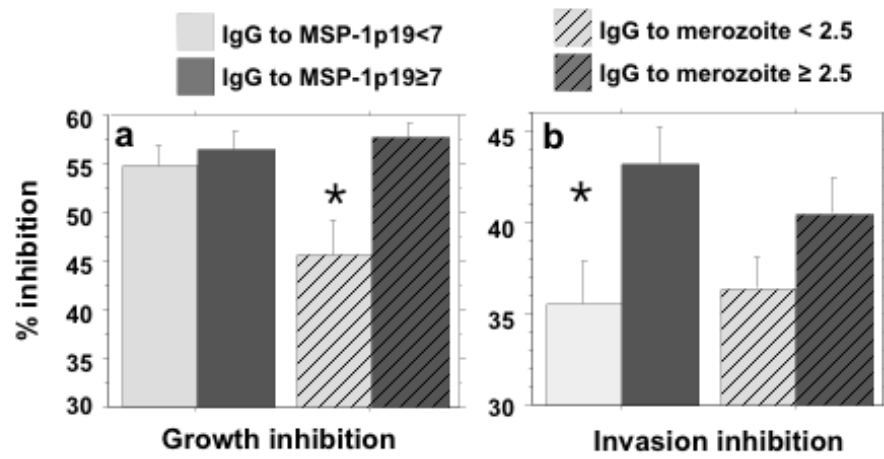 IgG to MSP-1p19<7
IgG to MSP-1p19≥7
IgG to merozoite < 2.5
IgG to merozoite ≥ 2.5
a
60
55
50
45
40
35
30
% inhibition
*
Growth inhibition
b
45
40
35
30
*
Invasion inhibition